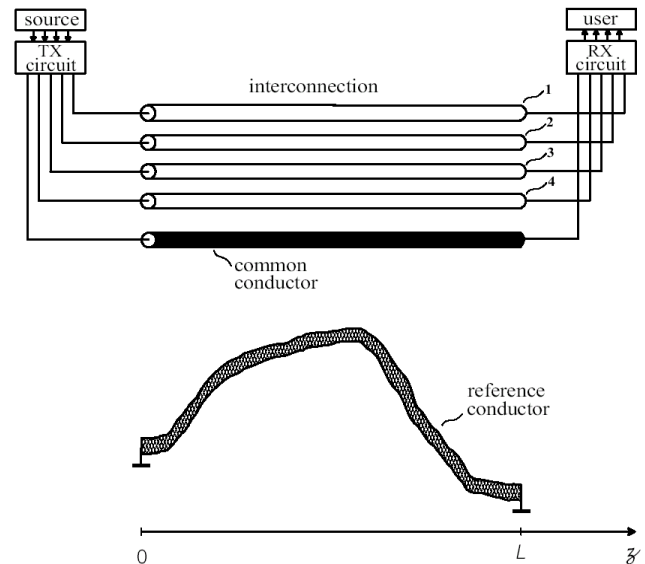 source
TX
circuit
user
RX
circuit
interconnection
1
2
3
4
common
conductor
reference
conductor
0
L
z